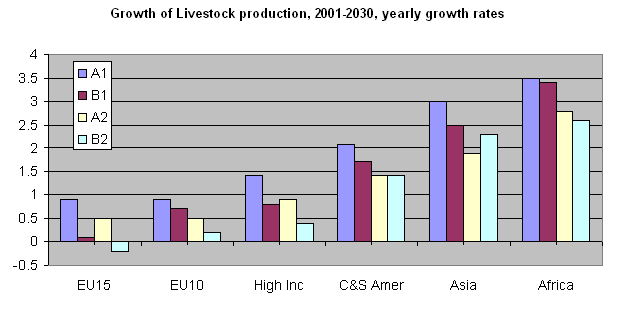 Growth of Livestock production, 2001-2030, yearly growth rates
4
3.5
3
2.5
2
1.5
1
0.5
0
-0.5
A1
B1
A2
B2
EU15 EU10 High Inc C&S Amer Asia Africa